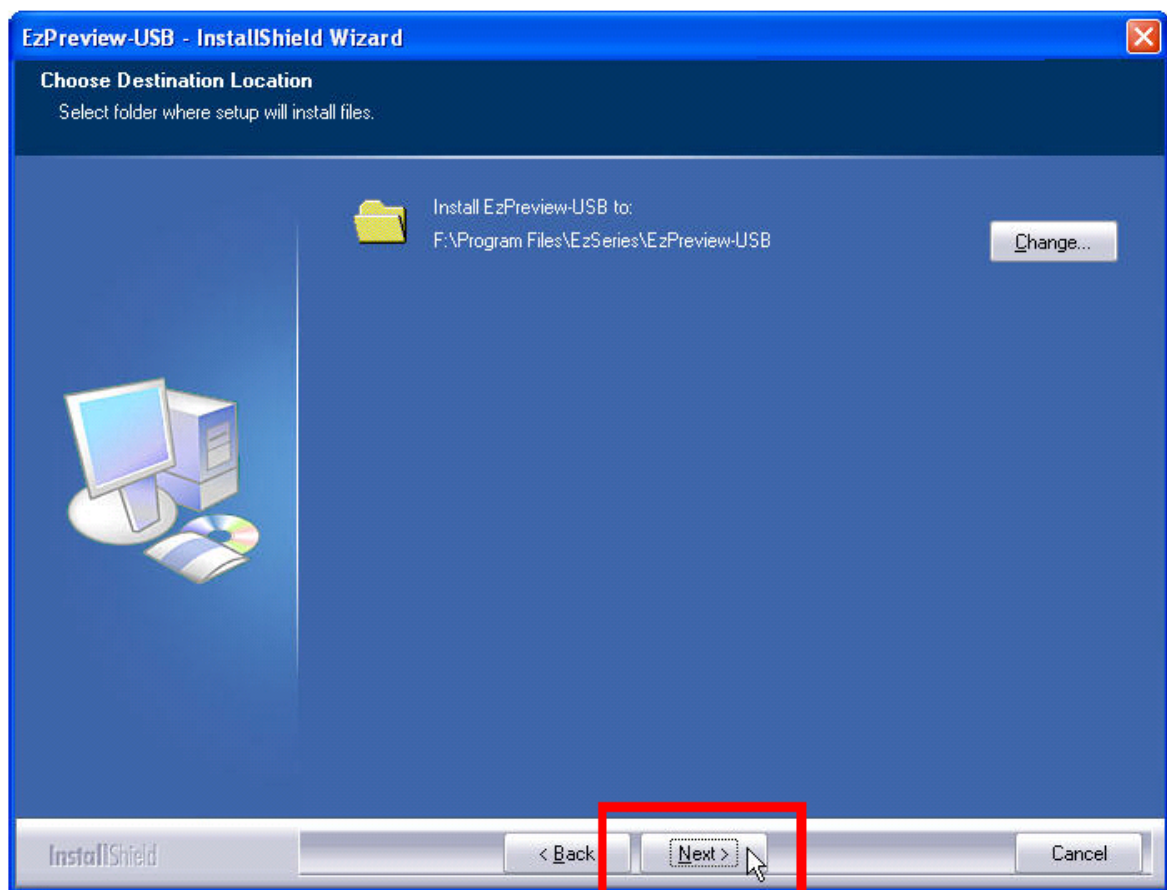 EzPreview-USB - InstallShield Wizard
Choose Destination Location
Select folder where setup will install files.
Install EzPreview-USB to:
F:\Program Files\EzSeries\EzPreview-USB
Change...
InstallShield
< Back
Next >
Cancel